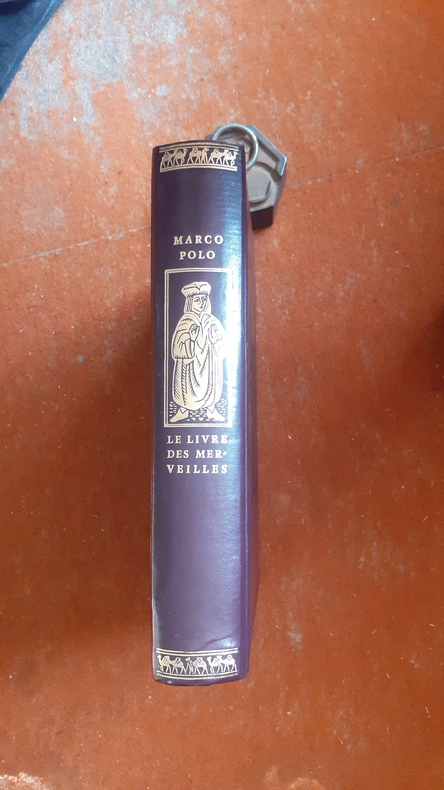 MARCO
POLO
LE LIVRE
DES MER-
VEILLES